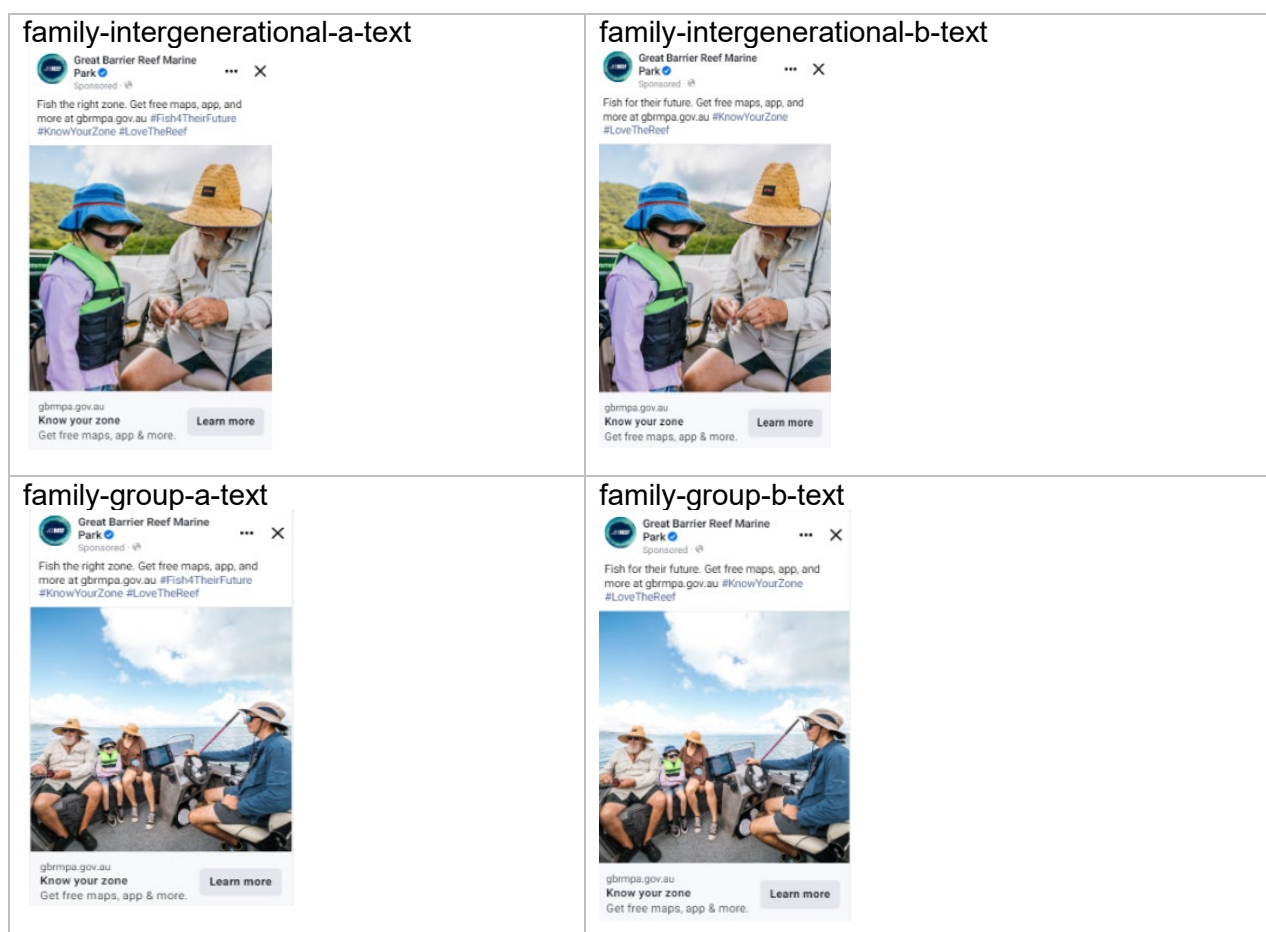 family-intergenerational-a-text
Great Barrier Reef Marine
Park
Sponsored ·
Fish the right zone. Get free maps, app, and
more at gbrmpa.gov.au #Fish4TheirFuture
#KnowYourZone #LoveTheReef
gbrmpa.gov.au
Know your zone
Get free maps, app & more.
Learn more
family-intergenerational-b-text
Great Barrier Reef Marine
Park
Sponsored ·
Fish for their future. Get free maps, app, and
more at gbrmpa.gov.au #KnowYourZone
#LoveTheReef
gbrmpa.gov.au
Know your zone
Get free maps, app & more.
Learn more
family-group-a-text
Great Barrier Reef Marine
Park
Sponsored ·
Fish the right zone. Get free maps, app, and
more at gbrmpa.gov.au #Fish4TheirFuture
#KnowYourZone #LoveTheReef
gbrmpa.gov.au
Know your zone
Get free maps, app & more.
Learn more
family-group-b-text
Great Barrier Reef Marine
Park
Sponsored ·
Fish for their future. Get free maps, app, and
more at gbrmpa.gov.au #KnowYourZone
#LoveTheReef
gbrmpa.gov.au
Know your zone
Get free maps, app & more.
Learn more